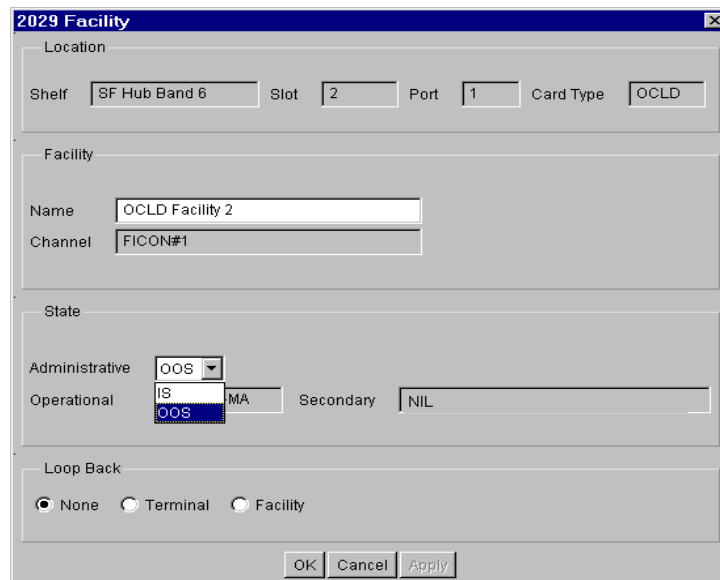 2029 Facility
Location
Shelf SF Hub Band 6 Slot 2 Port 1 Card Type OCLD
Facility
Name OCLD Facility 2
Channel FICON#1
State
Administrative OOS
IS
Operational -MA Secondary NIL
OOS
Loop Back
None Terminal Facility
OK Cancel Apply